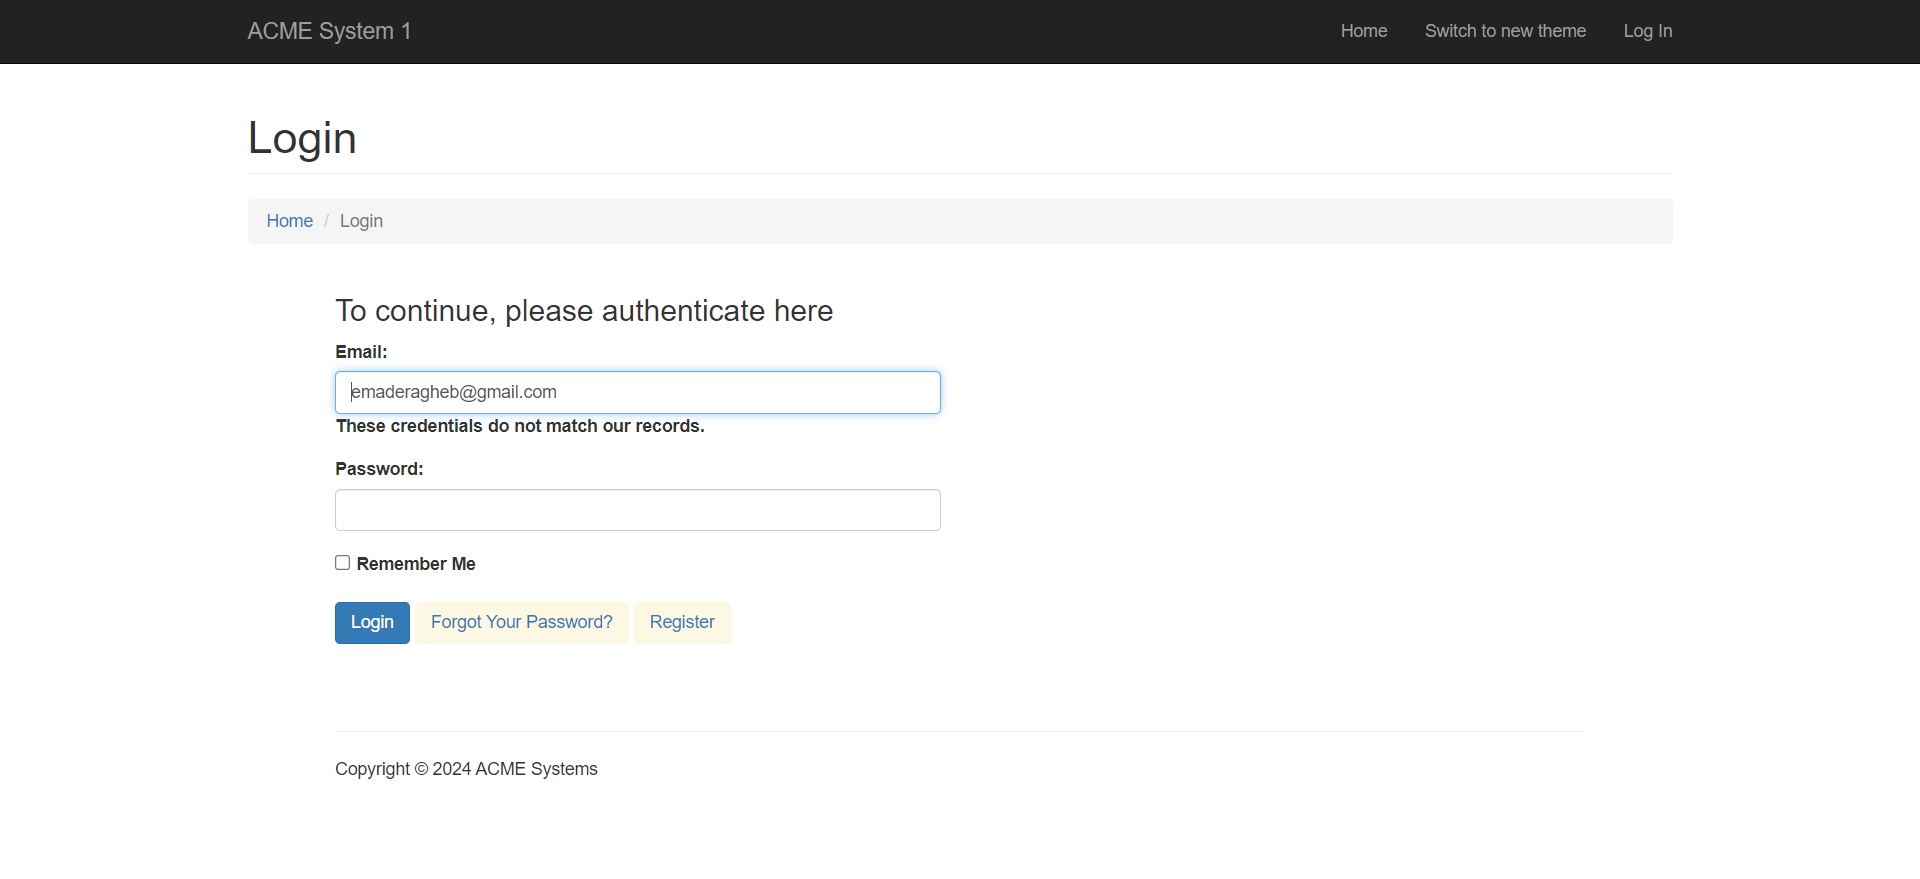 ACME System 1 Home Switch to new theme Log In
Login
Home / Login
To continue, please authenticate here
Email:
emaderagheb@gmail.com
These credentials do not match our records.
Password:
Remember Me
Login Forgot Your Password? Register
Copyright © 2024 ACME Systems